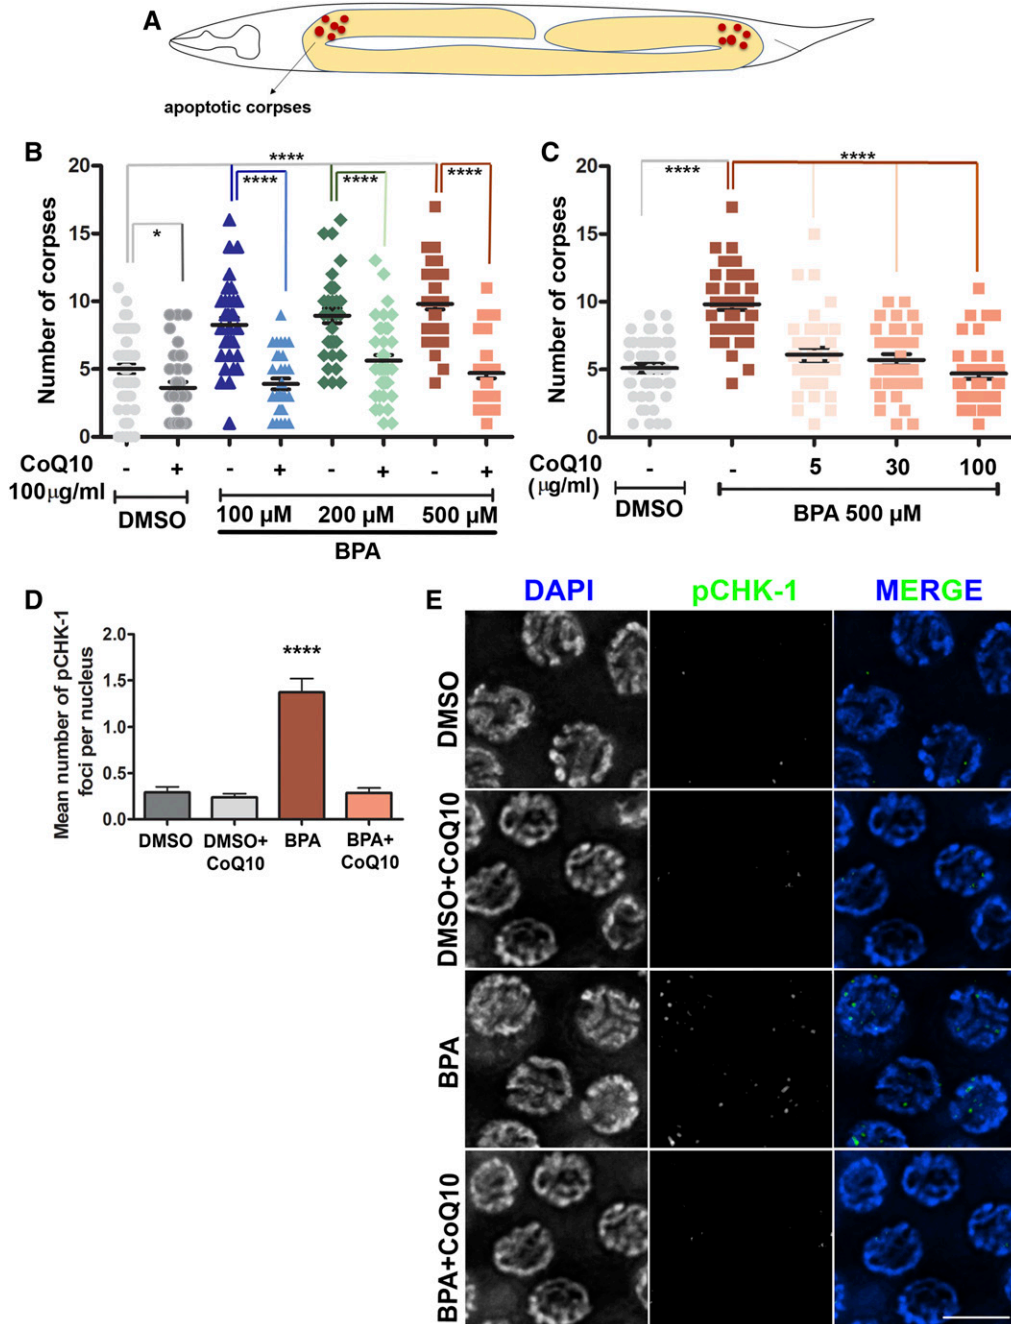 A
apoptotic corpses
B
Number of corpses
20
15
10
5
0
****
*
****
****
****
CoQ10
100µg/ml
- + - + - + - +
DMSO
100 µM 200 µM 500 µM
BPA
C
Number of corpses
20
15
10
5
0
****
****
CoQ10
(µg/ml)
- - 5 30 100
DMSO
BPA 500 µM
D
Mean number of pCHK-1
foci per nucleus
2.0
1.5
1.0
0.5
0.0
****
DMSO
DMSO+
CoQ10
BPA
BPA+
CoQ10
E
DAPI pCHK-1 MERGE
DMSO
DMSO+CoQ10
BPA
BPA+CoQ10